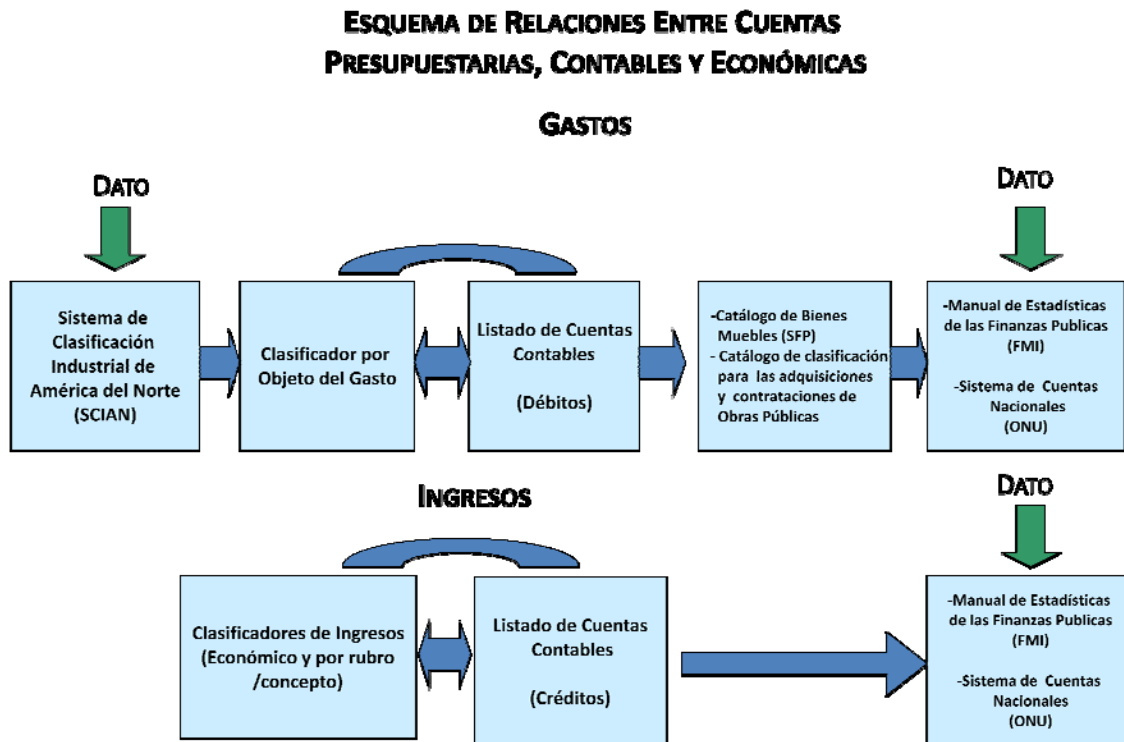 ESQUEMA DE RELACIONES ENTRE CUENTAS
PRESUPUESTARIAS, CONTABLES Y ECONÓMICAS
GASTOS
DATO
DATO
Sistema de
Clasificación
Industrial de
América del Norte
(SCIAN)
Clasificador por
Objeto del Gasto
Listado de Cuentas
Contables
(Débitos)
-Catálogo de Bienes
Muebles (SFP)
- Catálogo de clasificación
para las adquisiciones
y contrataciones de
Obras Públicas
-Manual de Estadísticas
de las Finanzas Publicas
(FMI)
-Sistema de Cuentas
Nacionales
(ONU)
INGRESOS
DATO
Clasificadores de Ingresos
(Económico y por rubro
/concepto)
Listado de Cuentas
Contables
(Créditos)
-Manual de Estadísticas
de las Finanzas Publicas
(FMI)
-Sistema de Cuentas
Nacionales
(ONU)